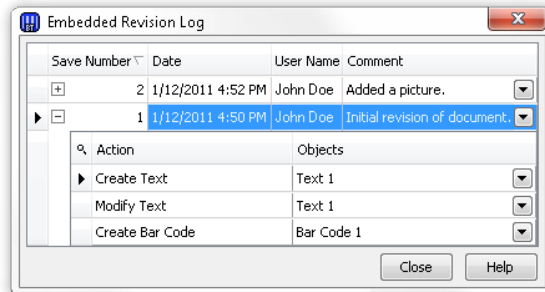 BT Embedded Revision Log
Save Number Date User Name Comment
2 1/12/2011 4:52 PM John Doe Added a picture.
1 1/12/2011 4:50 PM John Doe Initial revision of document.
Action Objects
Create Text Text 1
Modify Text Text 1
Create Bar Code Bar Code 1
Close Help